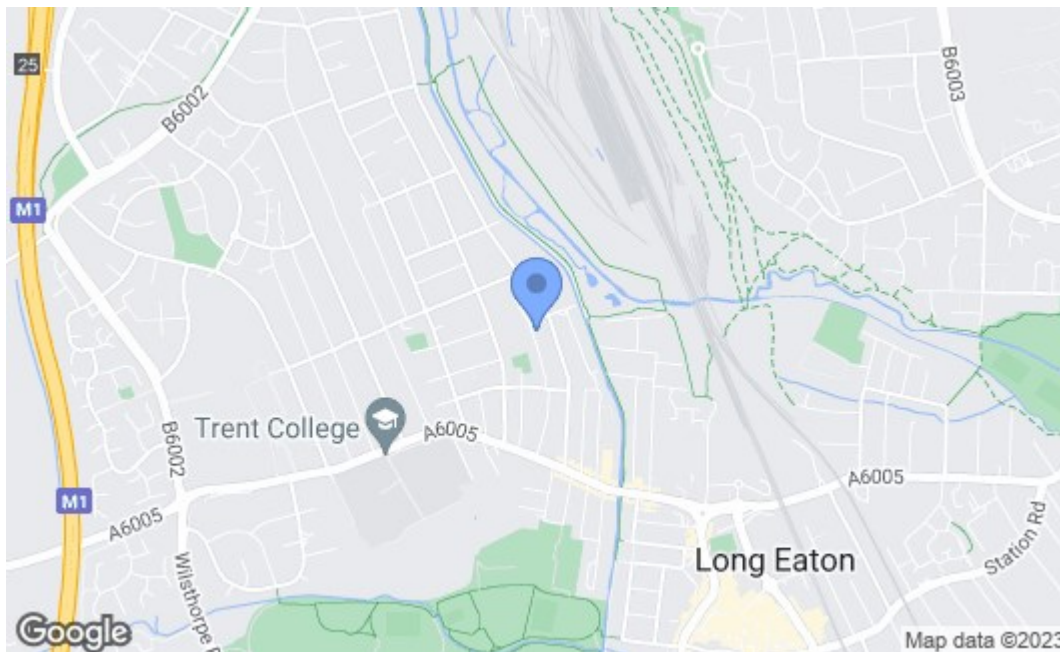 25
B6002
B6003
M1
Trent College
A6005
B6002
M1
A6005
A6005
Long Eaton
Station Rd
Wilsthorpe
Google
Map data ©2023